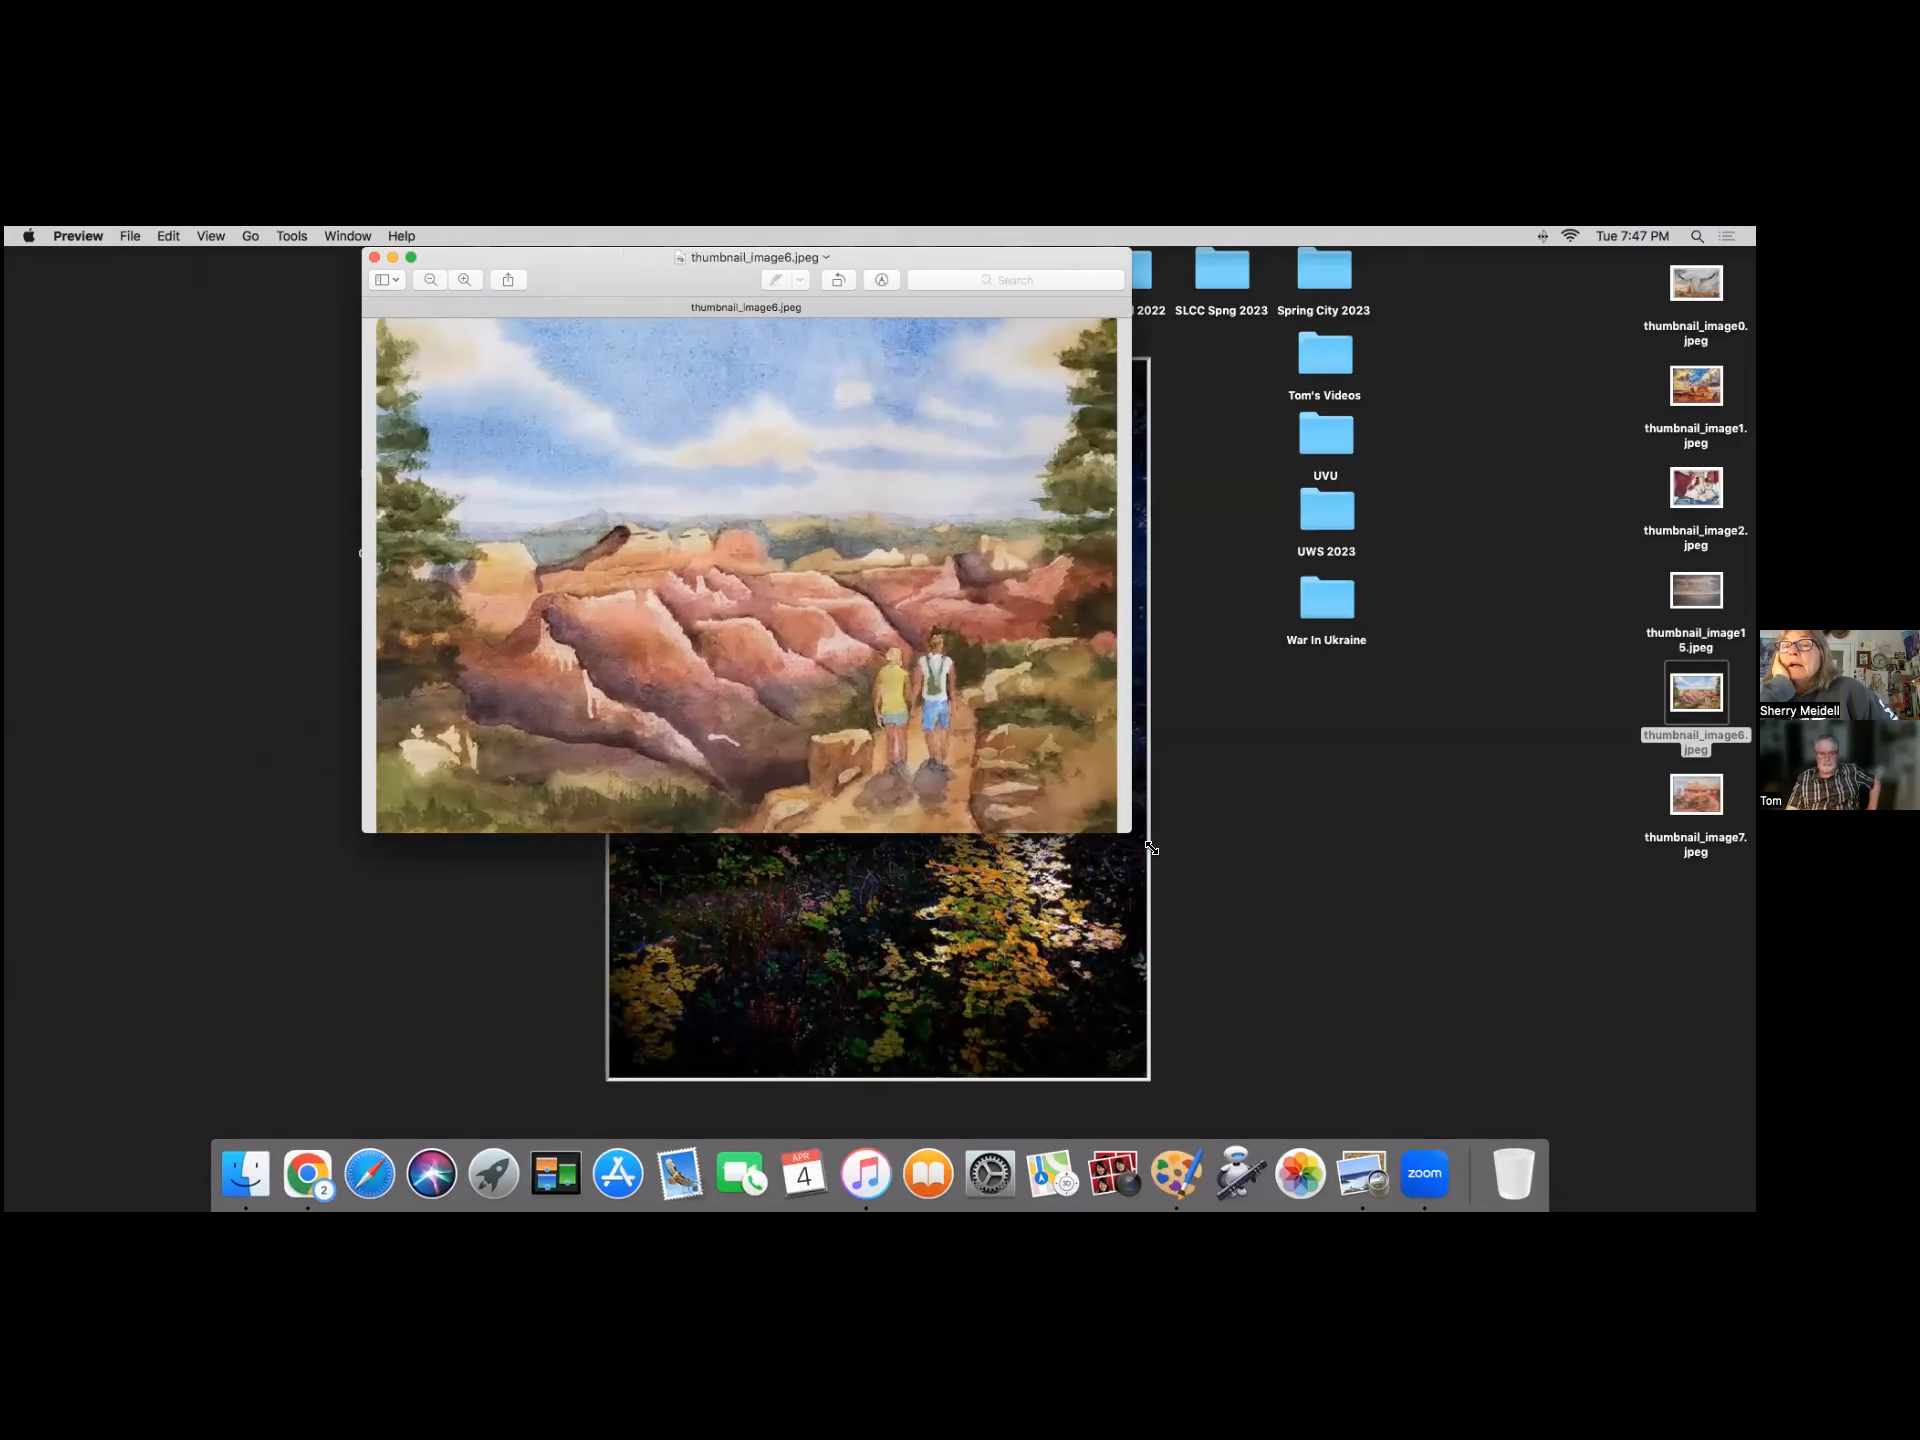 Preview File Edit View Go Tools Window Help
Tue 7:47 PM
thumbnail_image6.jpeg
Search
thumbnail_image6.jpeg
2022
SLCC Spng 2023
Spring City 2023
Tom's Videos
UVU
UWS 2023
War In Ukraine
thumbnail_image0.
jpeg
thumbnail_image1.
jpeg
thumbnail_image2.
jpeg
thumbnail_image1
5.jpeg
thumbnail_image6.
jpeg
thumbnail_image7.
jpeg
Sherry Meidell
Tom
2
APR
4
3D
zoom